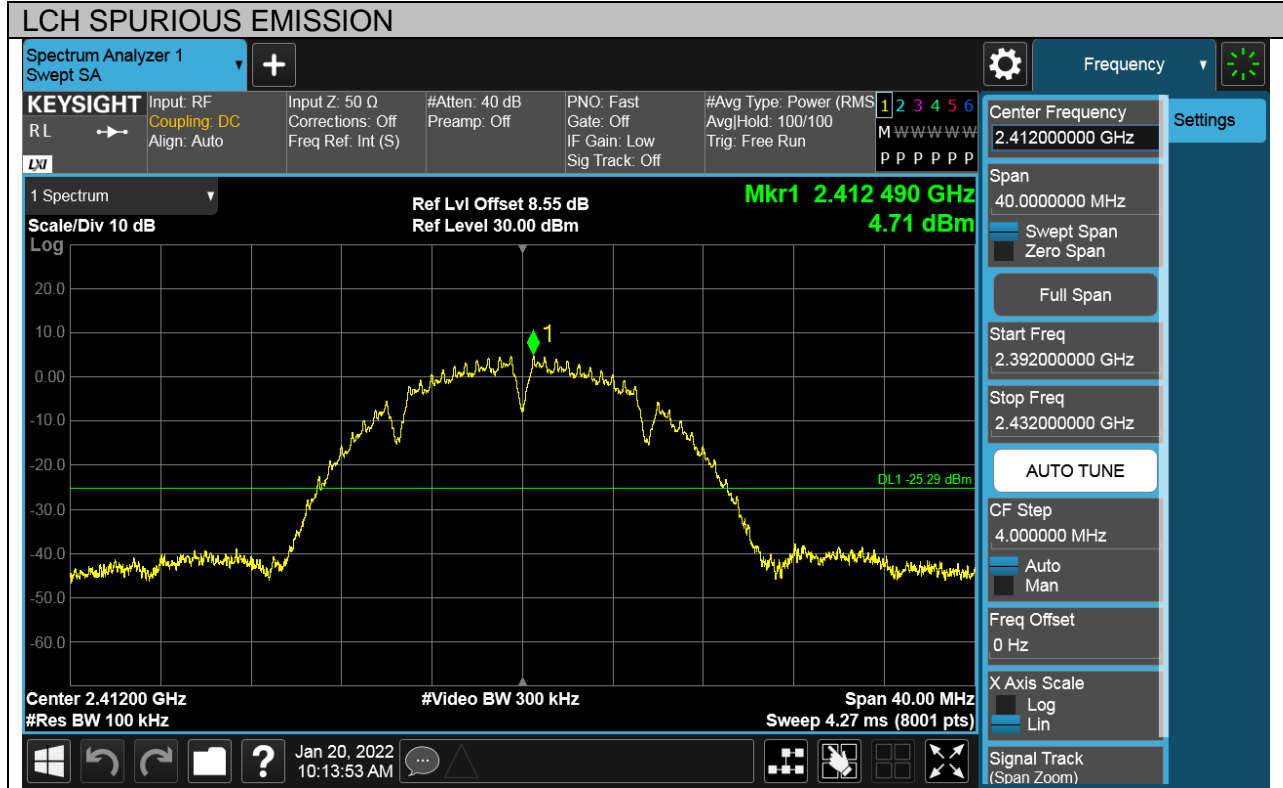 LCH SPURIOUS EMISSION
Spectrum Analyzer 1
Swept SA
+
Frequency
KEYSIGHT
RL
LXI
Input: RF
Coupling: DC
Align: Auto
Input Z: 50 Ω
Corrections: Off
Freq Ref: Int (S)
#Atten: 40 dB
Preamp: Off
PNO: Fast
Gate: Off
IF Gain: Low
Sig Track: Off
#Avg Type: Power (RMS
Avg|Hold: 100/100
Trig: Free Run
1 2 3 4 5 6
M W W W W W
P P P P P P
1 Spectrum
Scale/Div 10 dB
Log
Ref Lvl Offset 8.55 dB
Ref Level 30.00 dBm
Mkr1 2.412 490 GHz
4.71 dBm
20.0
10.0
0.00
-10.0
-20.0
-30.0
-40.0
-50.0
-60.0
1
DL1 -25.29 dBm
Center 2.41200 GHz
#Res BW 100 kHz
#Video BW 300 kHz
Span 40.00 MHz
Sweep 4.27 ms (8001 pts)
?
Jan 20, 2022
10:13:53 AM
Center Frequency
2.412000000 GHz
Settings
Span
40.0000000 MHz
Swept Span
Zero Span
Full Span
Start Freq
2.392000000 GHz
Stop Freq
2.432000000 GHz
AUTO TUNE
CF Step
4.000000 MHz
Auto
Man
Freq Offset
0 Hz
X Axis Scale
Log
Lin
Signal Track
(Span Zoom)